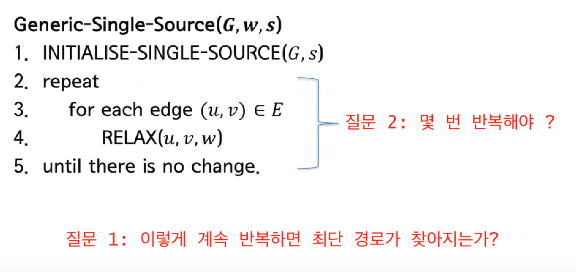 Generic-Single-Source(G, w, s)
1. INITIALISE-SINGLE-SOURCE(G, s)
2. repeat
3. for each edge (u, v) ∈ E
4. RELAX(u, v, w)
5. until there is no change.
질문 2: 몇 번 반복해야 ?
질문 1: 이렇게 계속 반복하면 최단 경로가 찾아지는가?